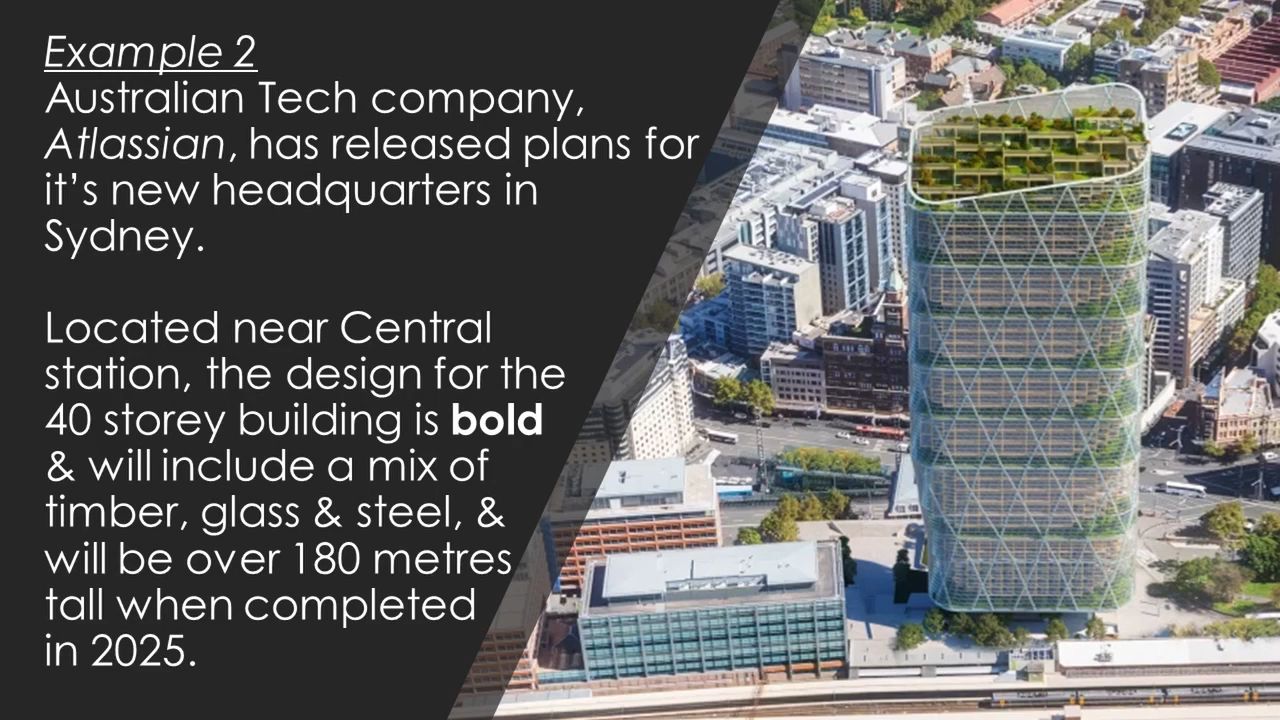 Example 2
Australian Tech company,
Atlassian, has released plans for
it’s new headquarters in
Sydney.
Located near Central
station, the design for the
40 storey building is bold
& will include a mix of
timber, glass & steel, &
will be over 180 metres
tall when completed
in 2025.